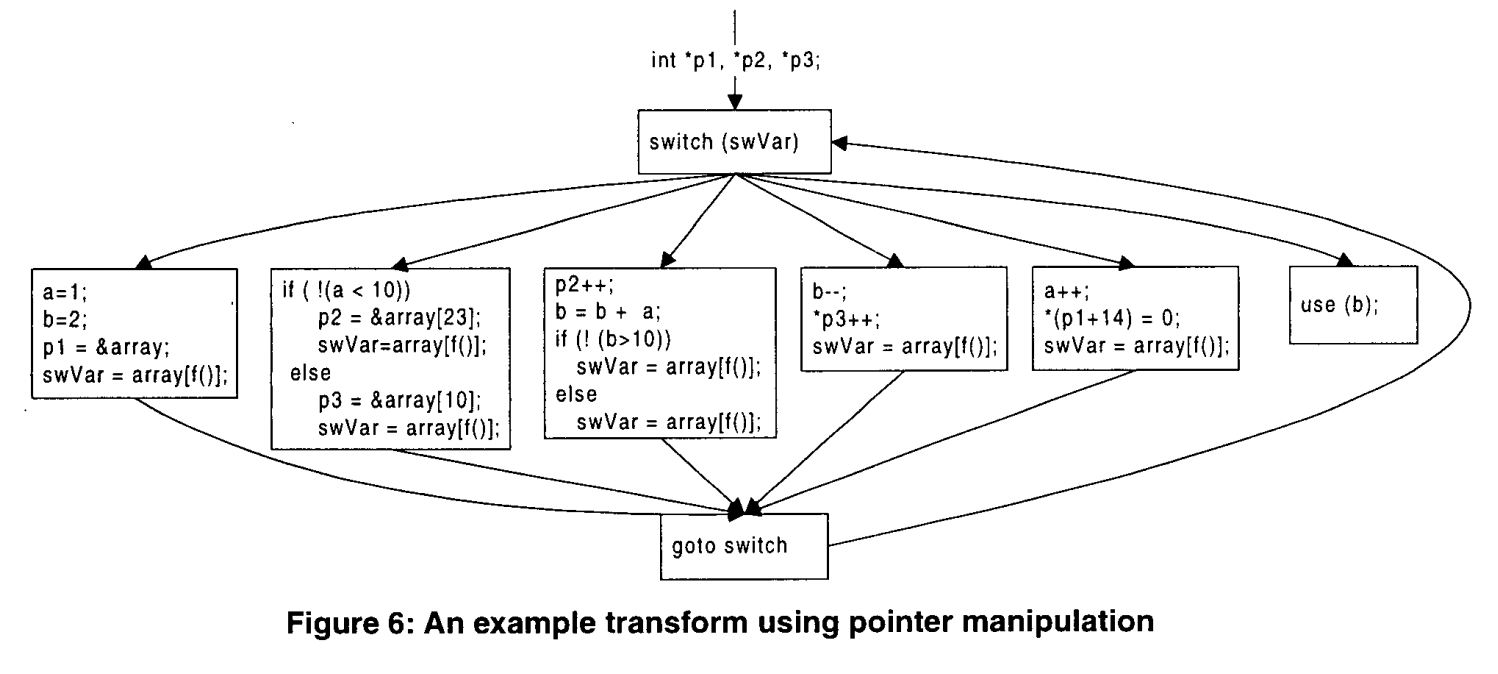 int *p1, *p2, *p3;
switch (swVar)
a=1;
b=2;
p1 = &array;
swVar = array[f()];
if ( !(a < 10))
p2 = &array[23];
swVar=array[f()];
else
p3 = &array[10];
swVar = array[f()];
p2++;
b = b + a;
if (! (b>10))
swVar = array[f()];
else
swVar = array[f()];
b--;
*p3++;
swVar = array[f()];
a++;
*(p1+14) = 0;
swVar = array[f()];
use (b);
goto switch
Figure 6: An example transform using pointer manipulation